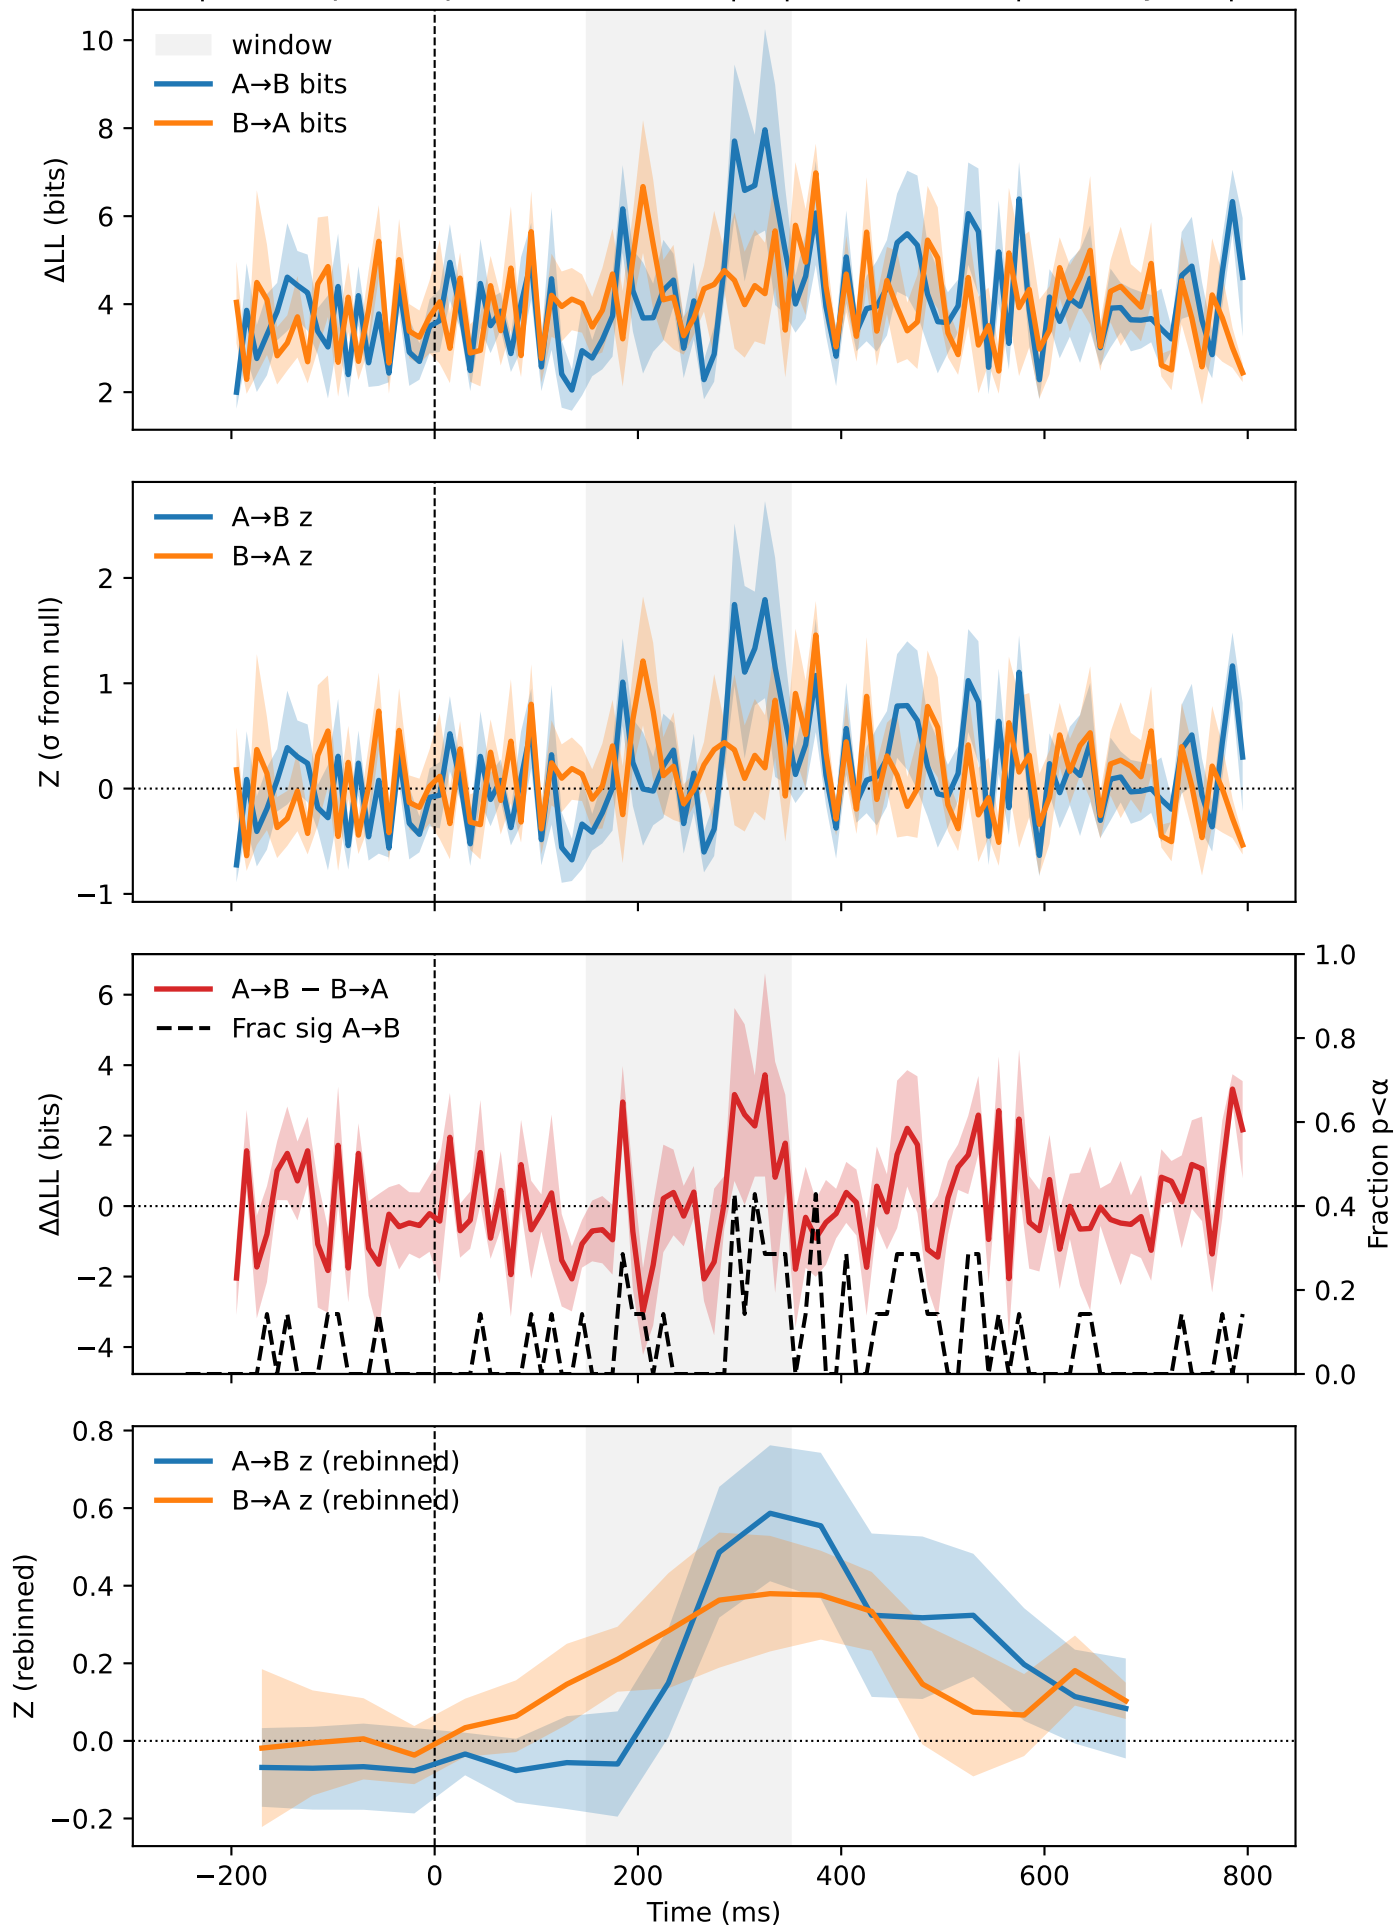 10
8
6
4
2
ΔLL (bits)
window
A→B bits
B→A bits
2
1
0
−1
Z (σ from null)
A→B z
B→A z
6
4
2
0
−2
−4
ΔΔLL (bits)
A→B − B→A
Frac sig A→B
1.0
0.8
0.6
0.4
0.2
0.0
Fraction p<α
0.8
0.6
0.4
0.2
0.0
−0.2
Z (rebinned)
A→B z (rebinned)
B→A z (rebinned)
−200
0
200
400
600
800
Time (ms)